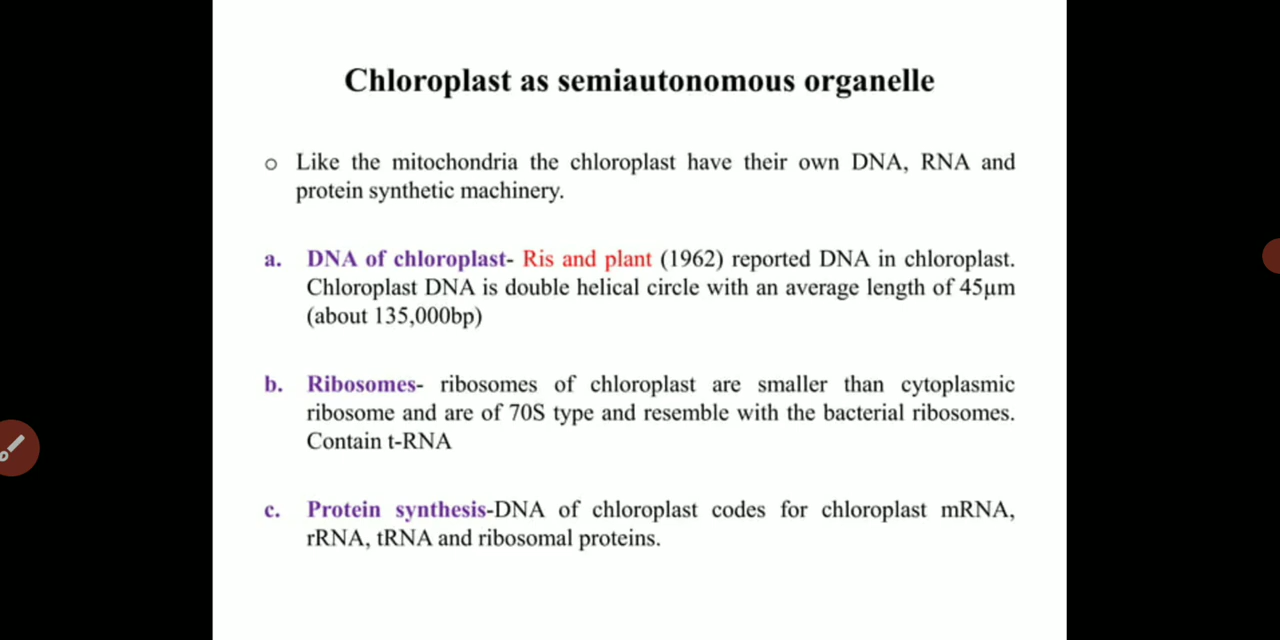 Chloroplast as semiautonomous organelle
o Like the mitochondria the chloroplast have their own DNA, RNA and
protein synthetic machinery.
a. DNA of chloroplast- Ris and plant (1962) reported DNA in chloroplast.
Chloroplast DNA is double helical circle with an average length of 45µm
(about 135,000bp)
b. Ribosomes- ribosomes of chloroplast are smaller than cytoplasmic
ribosome and are of 70S type and resemble with the bacterial ribosomes.
Contain t-RNA
c. Protein synthesis-DNA of chloroplast codes for chloroplast mRNA,
rRNA, tRNA and ribosomal proteins.